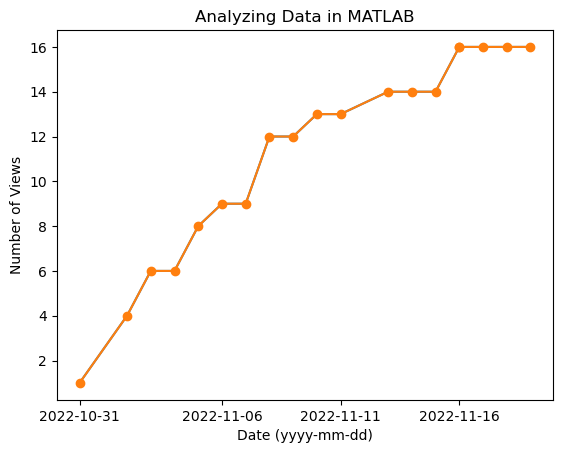 Analyzing Data in MATLAB
16
14
12
10
8
6
4
2
Number of Views
2022-10-31 2022-11-06 2022-11-11 2022-11-16
Date (yyyy-mm-dd)